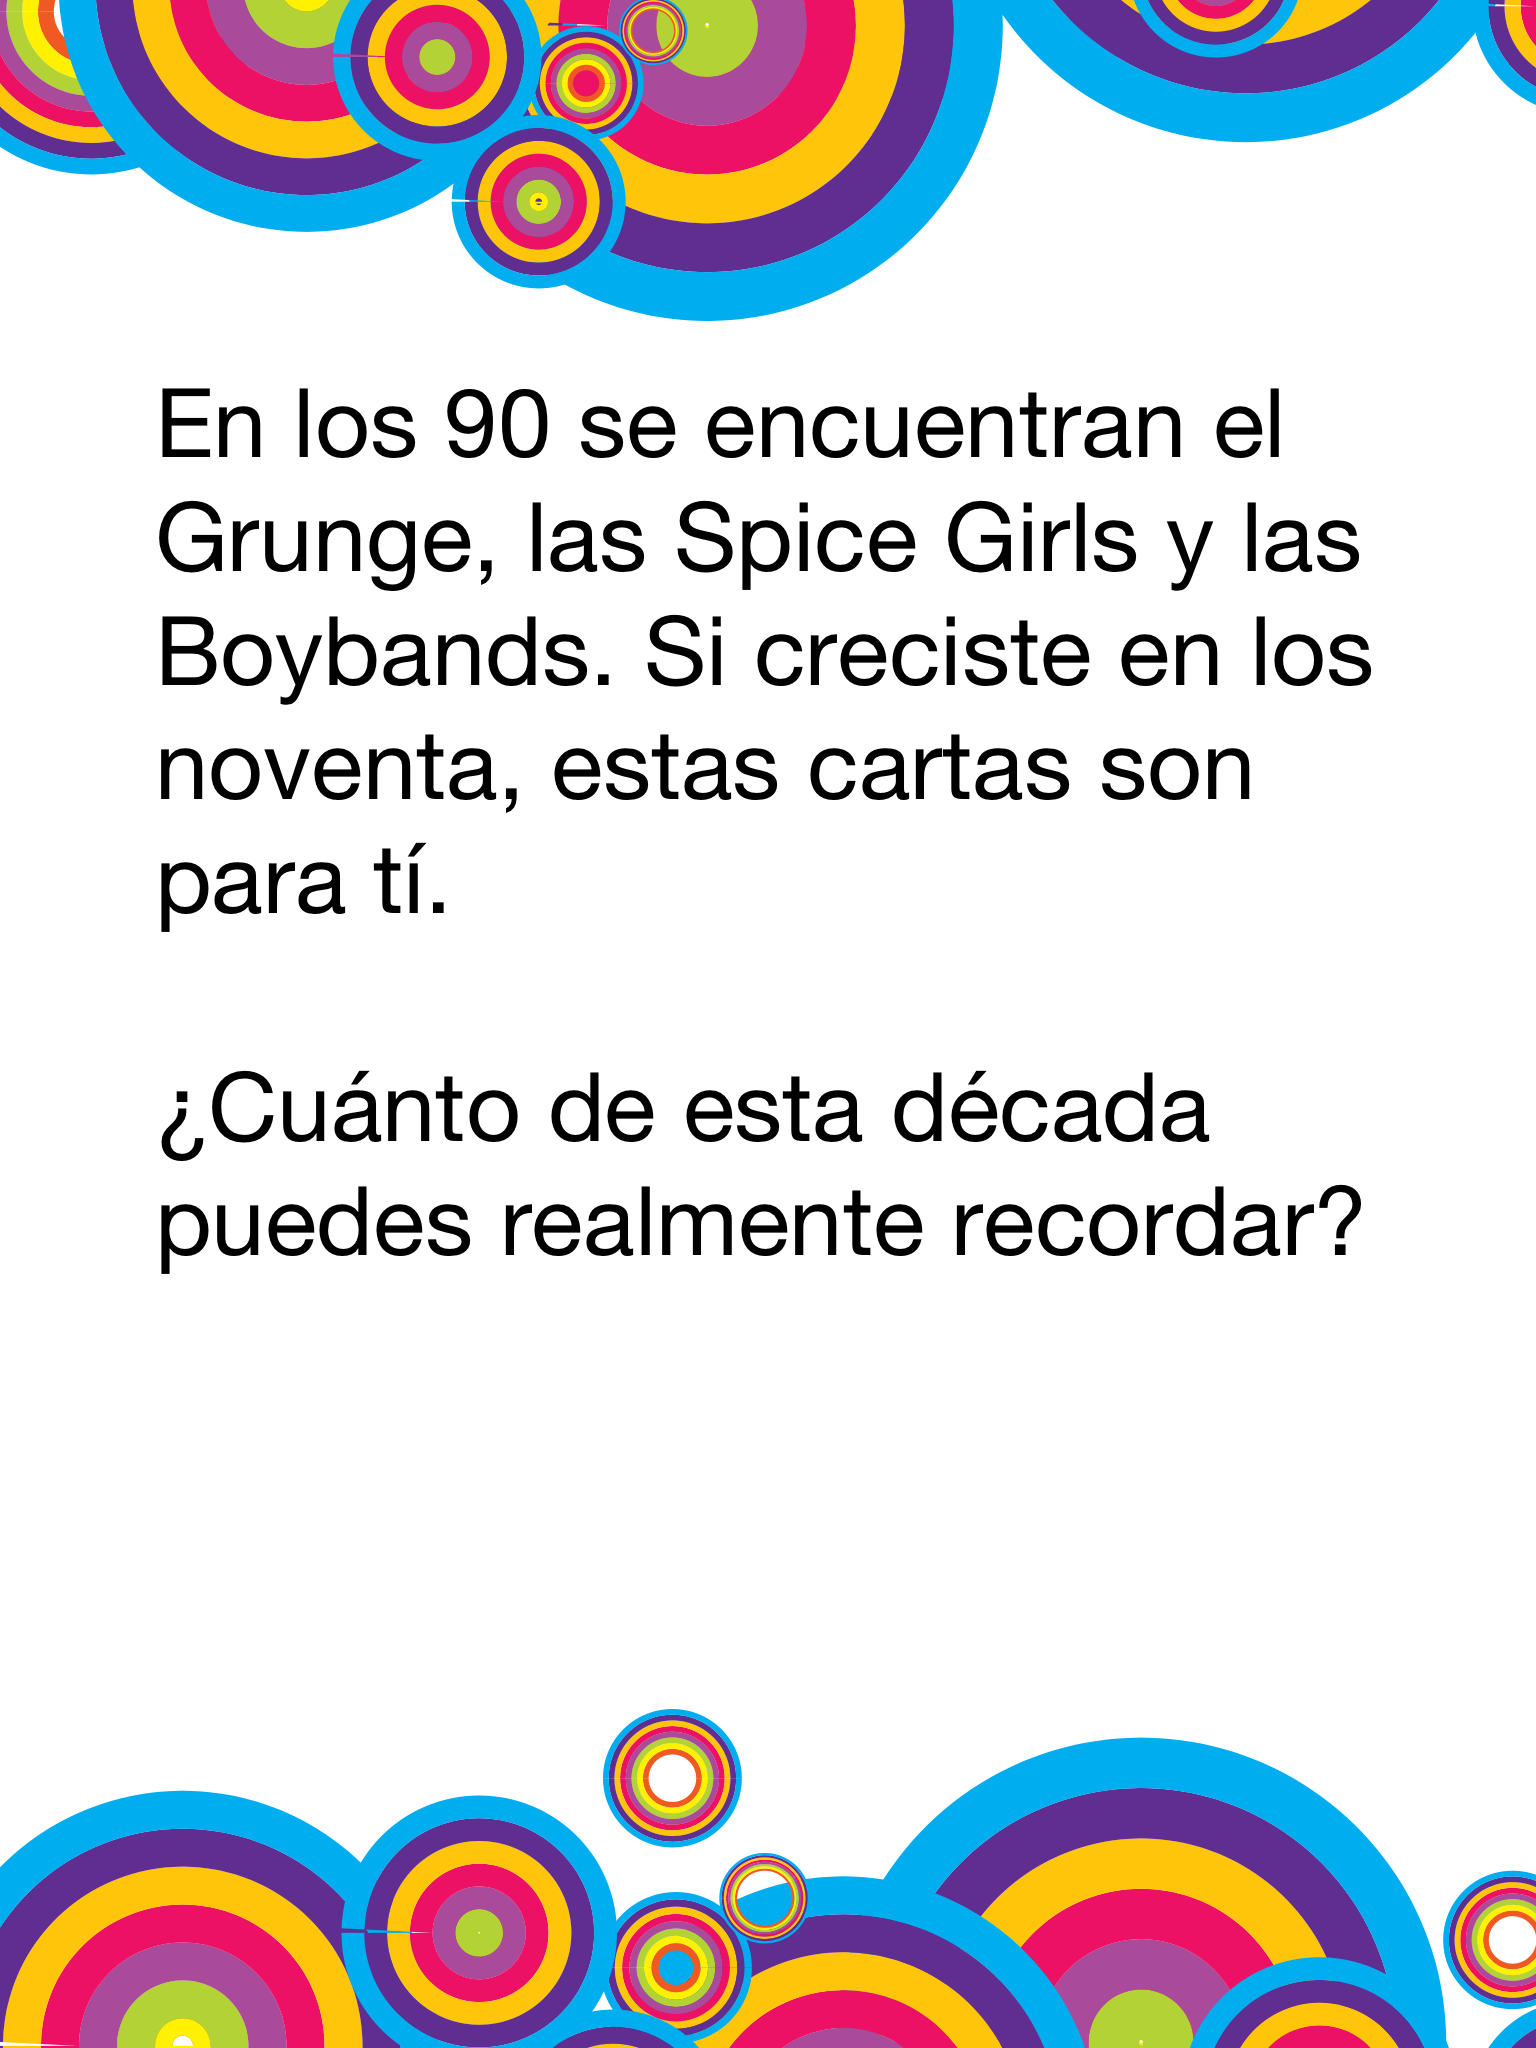 En los 90 se encuentran el
Grunge, las Spice Girls y las
Boybands. Si creciste en los
noventa, estas cartas son
para tí.
¿Cuánto de esta década
puedes realmente recordar?